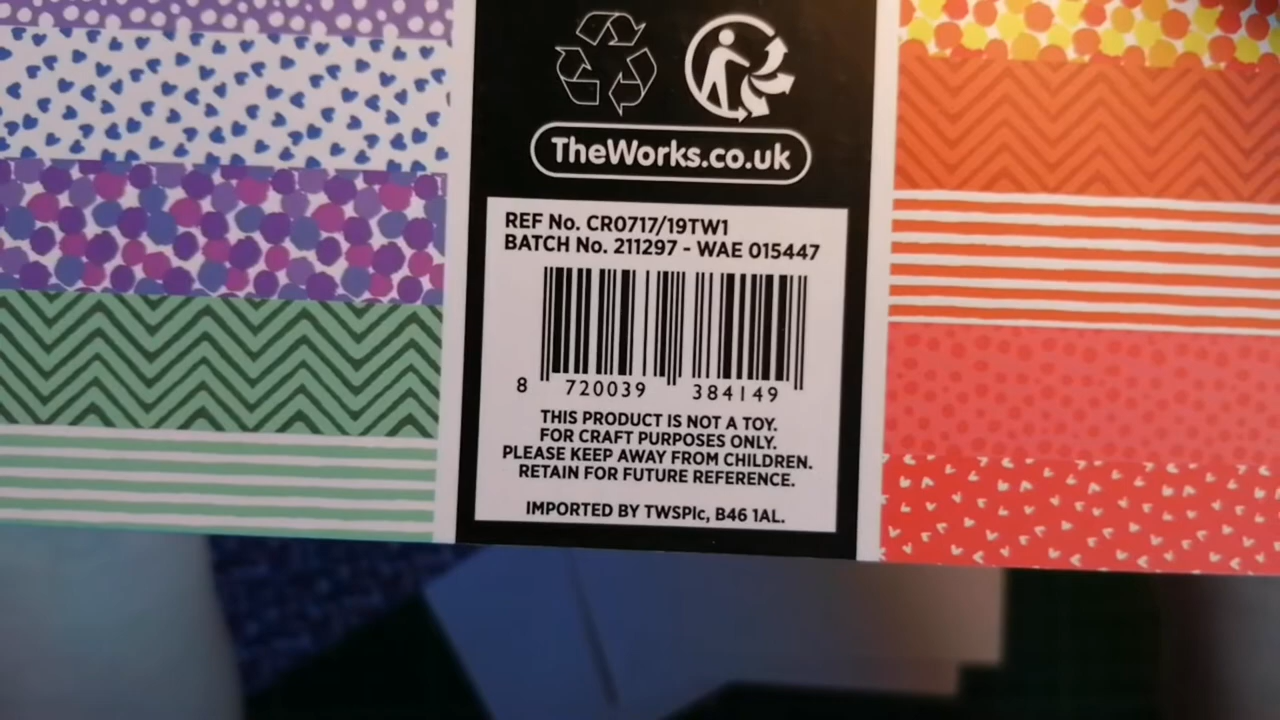 TheWorks.co.uk
REF No. CR0717/19TW1
BATCH No. 211297 - WAE 015447
8 720039 384149
THIS PRODUCT IS NOT A TOY.
FOR CRAFT PURPOSES ONLY.
PLEASE KEEP AWAY FROM CHILDREN.
RETAIN FOR FUTURE REFERENCE.
IMPORTED BY TWSPlc, B46 1AL.